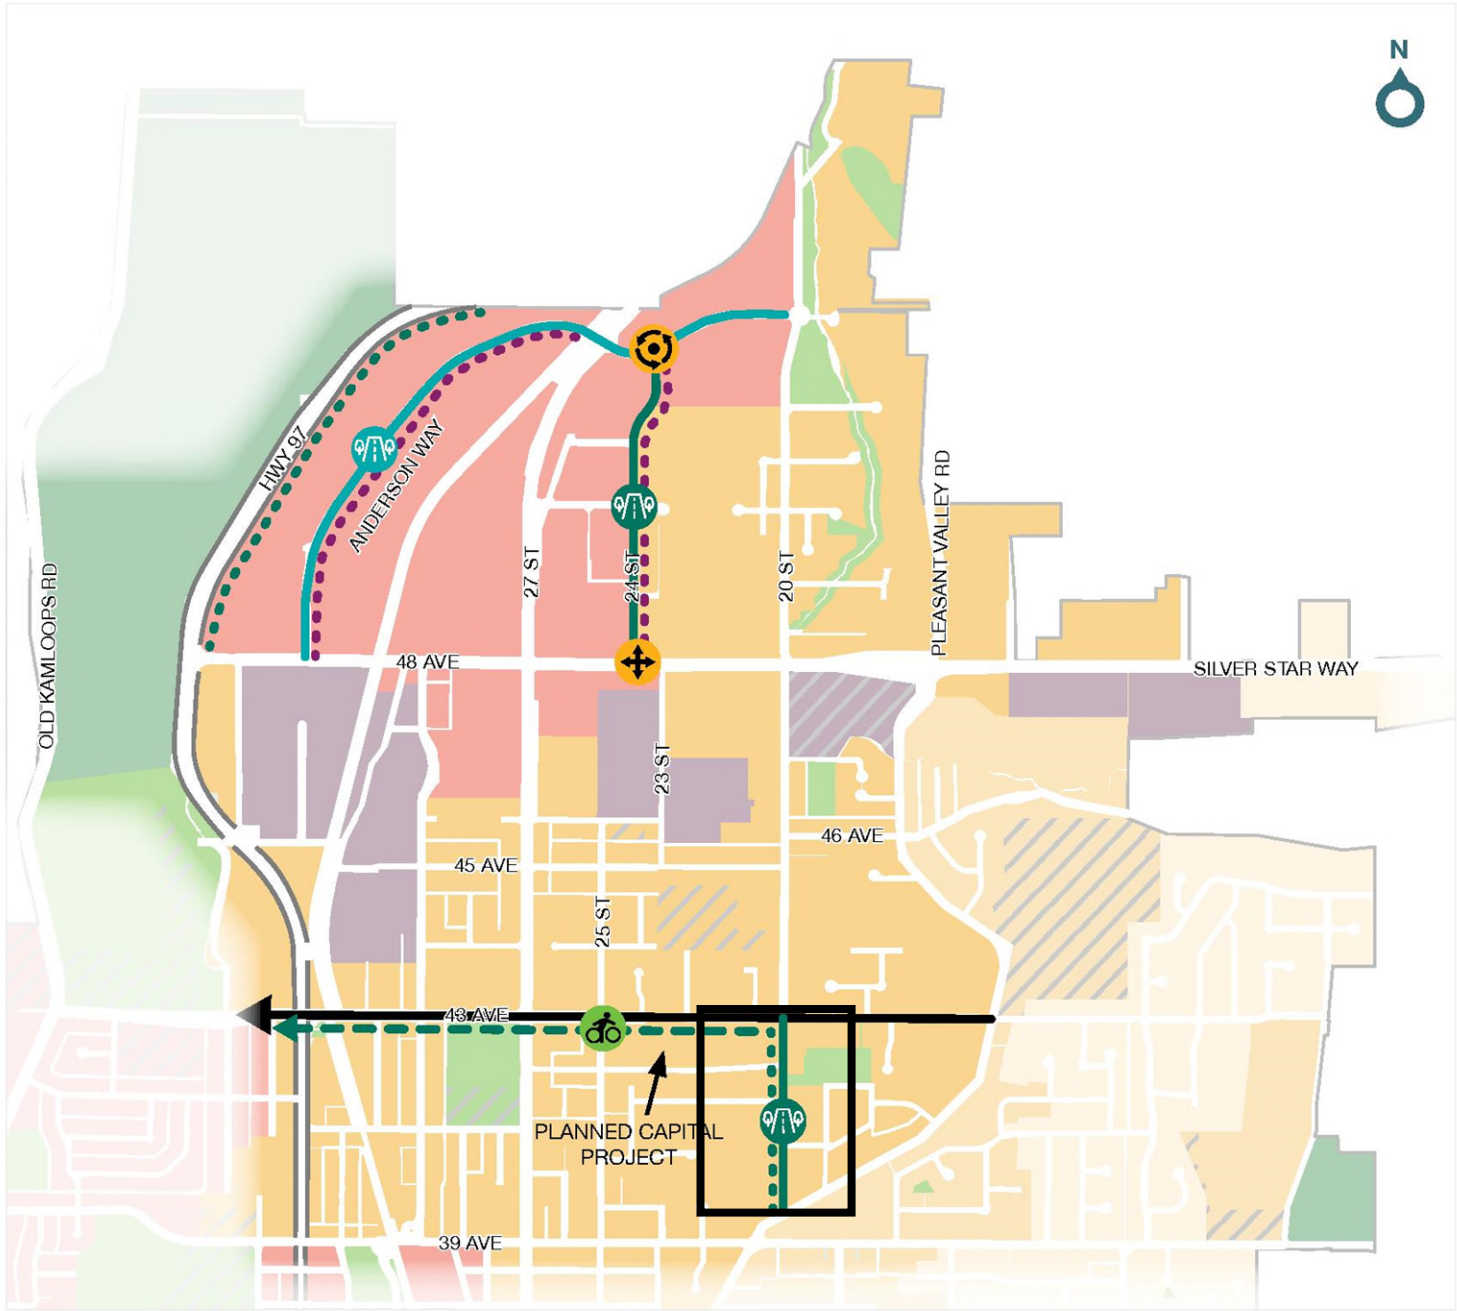 N
HWY 97
ANDERSON WAY
OLD KAMLOOPS RD
27 ST
24 ST
20 ST
PLEASANT VALLEY RD
48 AVE
SILVER STAR WAY
23 ST
46 AVE
45 AVE
25 ST
43 AVE
PLANNED CAPITAL
PROJECT
39 AVE